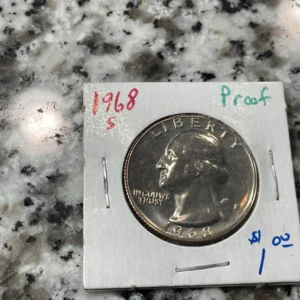 1968 Proof
S
LIBERTY
IN GOD WE
TRUST
1968
$1.00